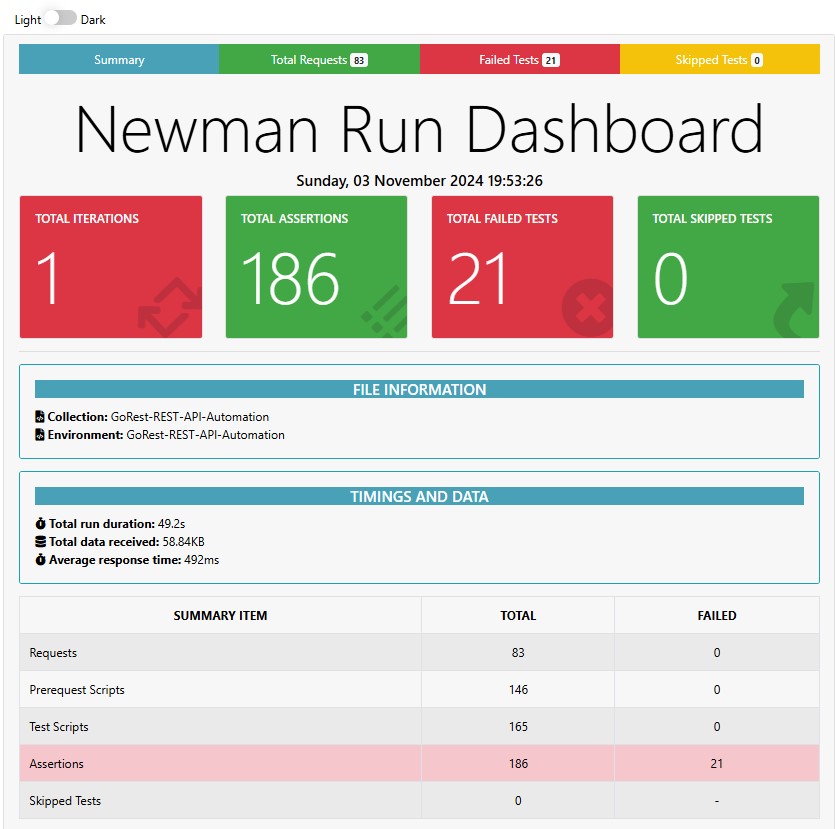 Light Dark
Summary Total Requests 83 Failed Tests 21 Skipped Tests 0
Newman Run Dashboard
Sunday, 03 November 2024 19:53:26
TOTAL ITERATIONS TOTAL ASSERTIONS TOTAL FAILED TESTS TOTAL SKIPPED TESTS
1 186 21 0
FILE INFORMATION
Collection: GoRest-REST-API-Automation
Environment: GoRest-REST-API-Automation
TIMINGS AND DATA
Total run duration: 49.2s
Total data received: 58.84KB
Average response time: 492ms
SUMMARY ITEM TOTAL FAILED
Requests 83 0
Prerequest Scripts 146 0
Test Scripts 165 0
Assertions 186 21
Skipped Tests 0 -